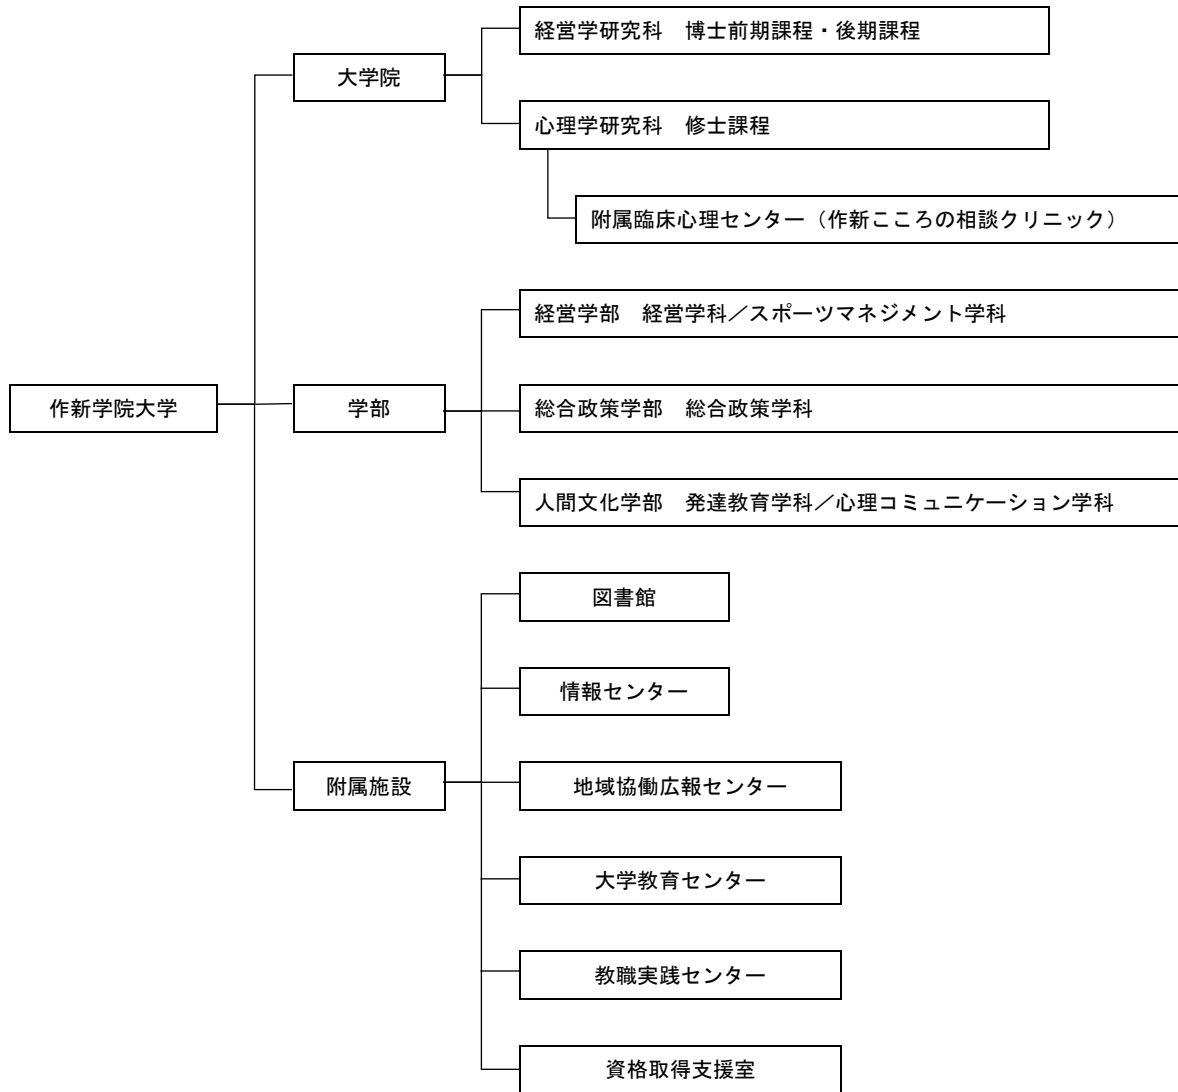 経営学研究科　博士前期課程・後期課程
大学院
心理学研究科　修士課程
附属臨床心理センター（作新こころの相談クリニック）
経営学部　経営学科／スポーツマネジメント学科
作新学院大学
学部
総合政策学部　総合政策学科
人間文化学部　発達教育学科／心理コミュニケーション学科
図書館
情報センター
附属施設
地域協働広報センター
大学教育センター
教職実践センター
資格取得支援室